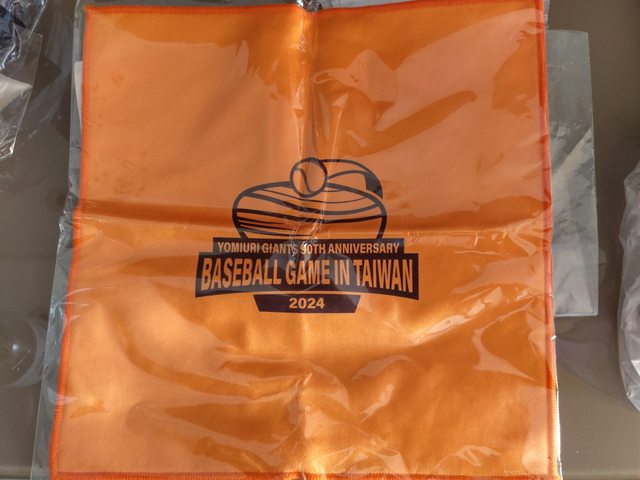 YOMIURI GIANTS 90TH ANNIVERSARY
BASEBALL GAME IN TAIWAN
2024